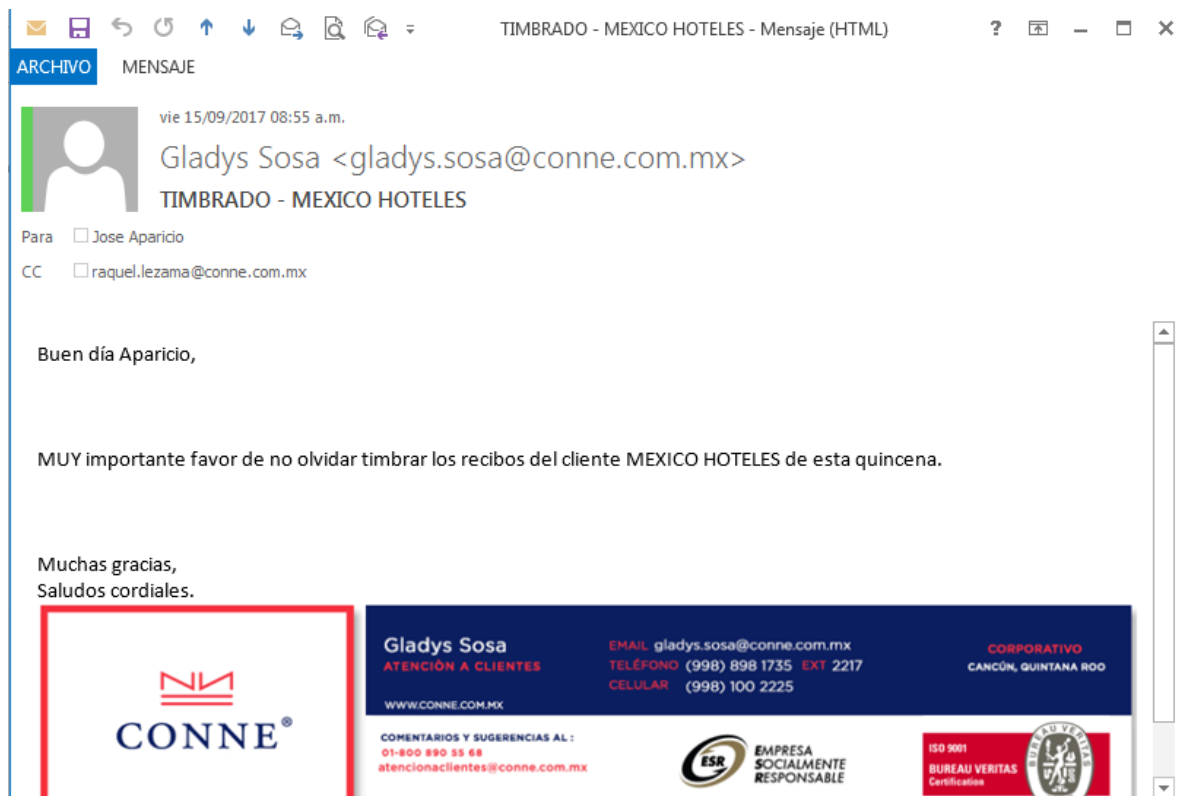 TIMBRADO - MEXICO HOTELES - Mensaje (HTML)
ARCHIVO MENSAJE
vie 15/09/2017 08:55 a.m.
Gladys Sosa <gladys.sosa@conne.com.mx>
TIMBRADO - MEXICO HOTELES
Para Jose Aparicio
CC raquel.lezama@conne.com.mx
Buen día Aparicio,
MUY importante favor de no olvidar timbrar los recibos del cliente MEXICO HOTELES de esta quincena.
Muchas gracias,
Saludos cordiales.
CONNE®
Gladys Sosa
ATENCIÒN A CLIENTES
WWW.CONNE.COM.MX
EMAIL gladys.sosa@conne.com.mx
TELÉFONO (998) 898 1735 EXT 2217
CELULAR (998) 100 2225
CORPORATIVO
CANCÚN, QUINTANA ROO
COMENTARIOS Y SUGERENCIAS AL :
01-800 890 55 68
atencionaclientes@conne.com.mx
ESR
EMPRESA
SOCIALMENTE
RESPONSABLE
ISO 9001
BUREAU VERITAS
Certification
BUREAU VERITAS